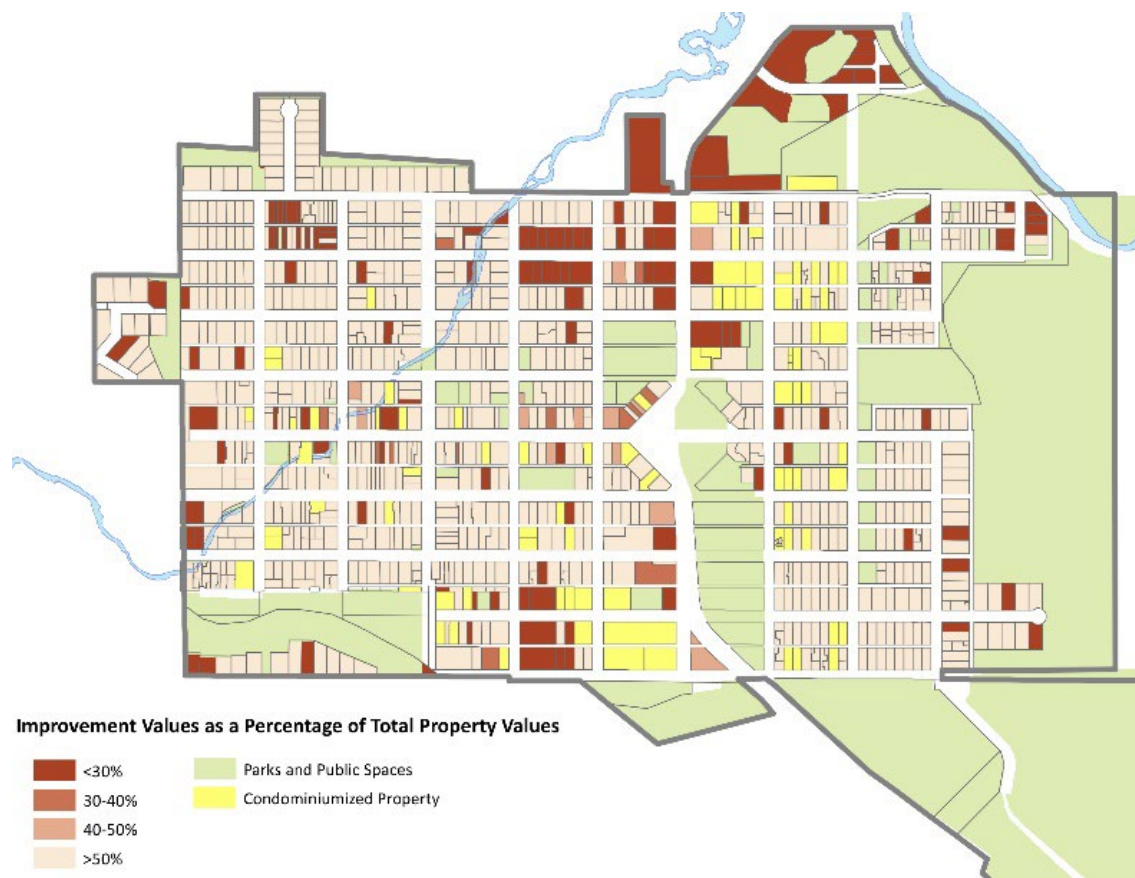 Improvement Values as a Percentage of Total Property Values
<30%
30-40%
40-50%
>50%
Parks and Public Spaces
Condominiumized Property